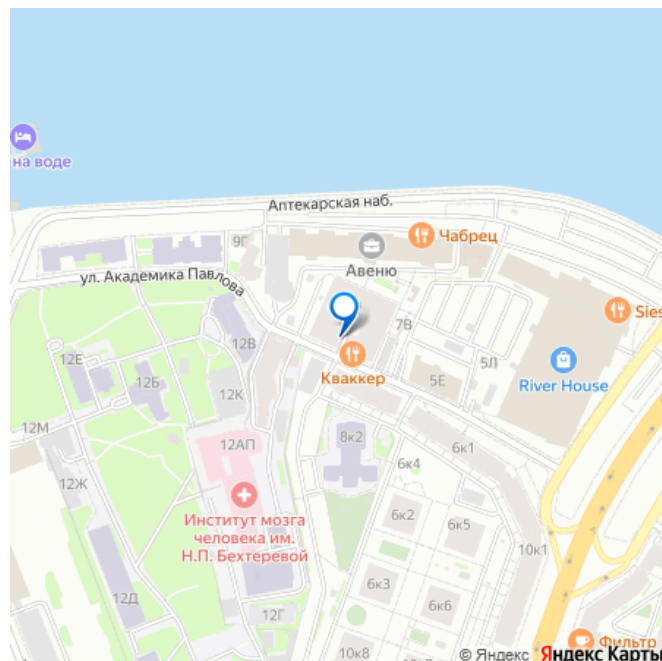 на воде
Аптекарская наб.
Чабрец
9Г
Авеню
ул. Академика Павлова
Sies
7В
12В
12Е
12Б
Кваккер
5Е
5Л
River House
12К
12М
12АП
8к2
6к1
6к4
12Ж
Институт мозга
человека им.
Н.П. Бехтеревой
6к2
6к5
10к1
6к3
12Д
12Г
6к6
10к8
Фильтр
© Яндекс Яндекс Карты